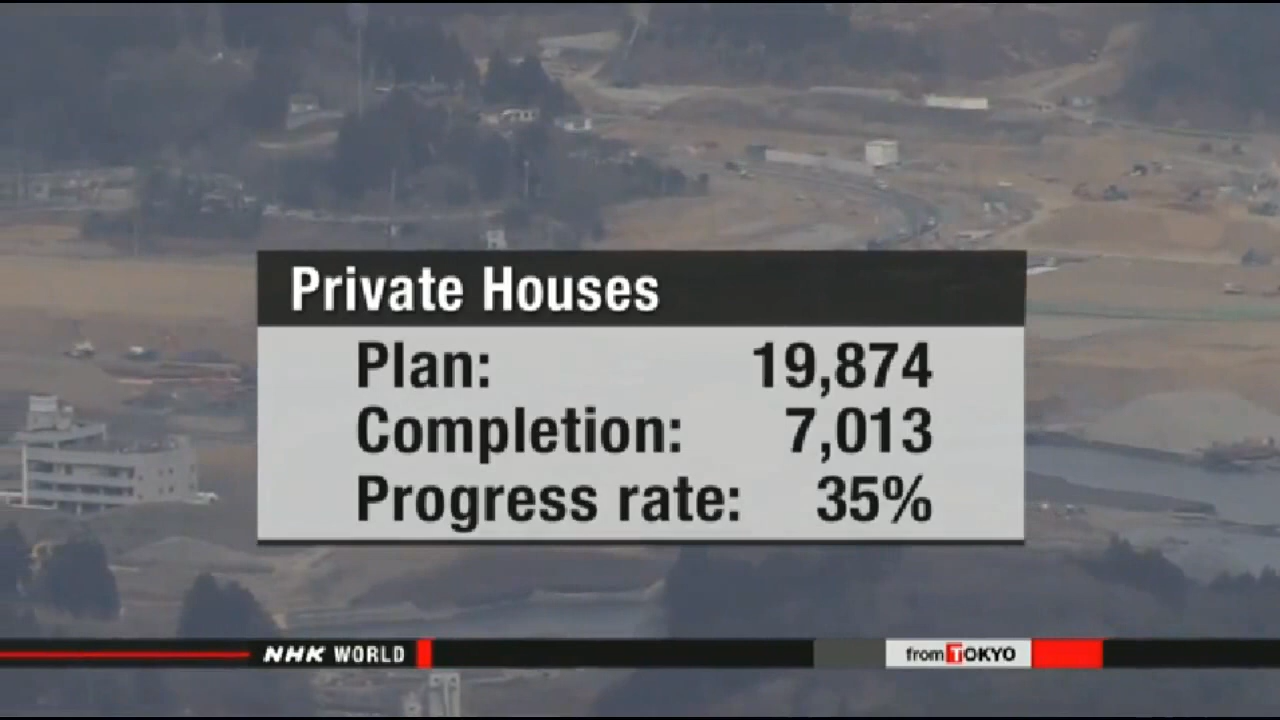 Private Houses
Plan: 19,874
Completion: 7,013
Progress rate: 35%
NHK WORLD
from TOKYO